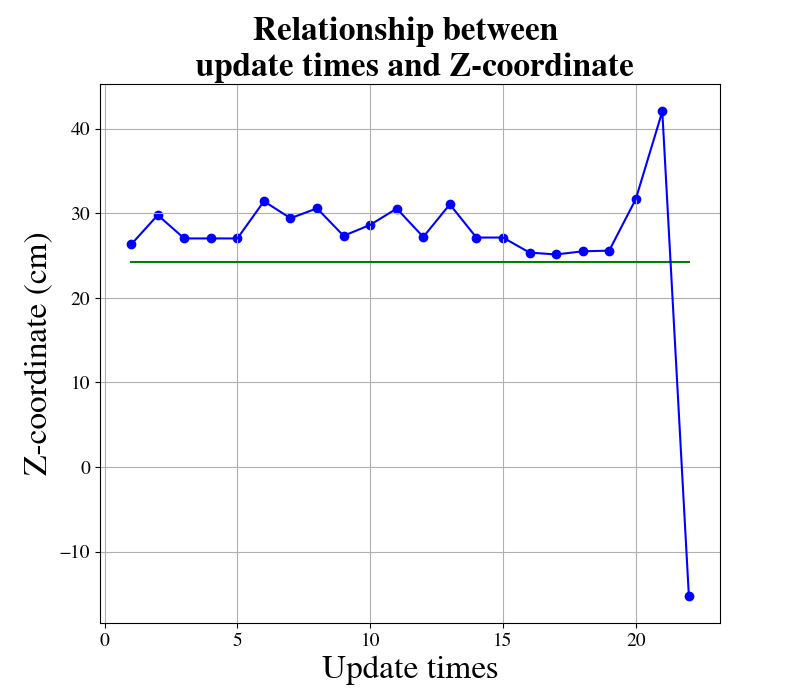 Relationship between
update times and Z-coordinate
Z-coordinate (cm)
40
30
20
10
0
−10
0 5 10 15 20
Update times